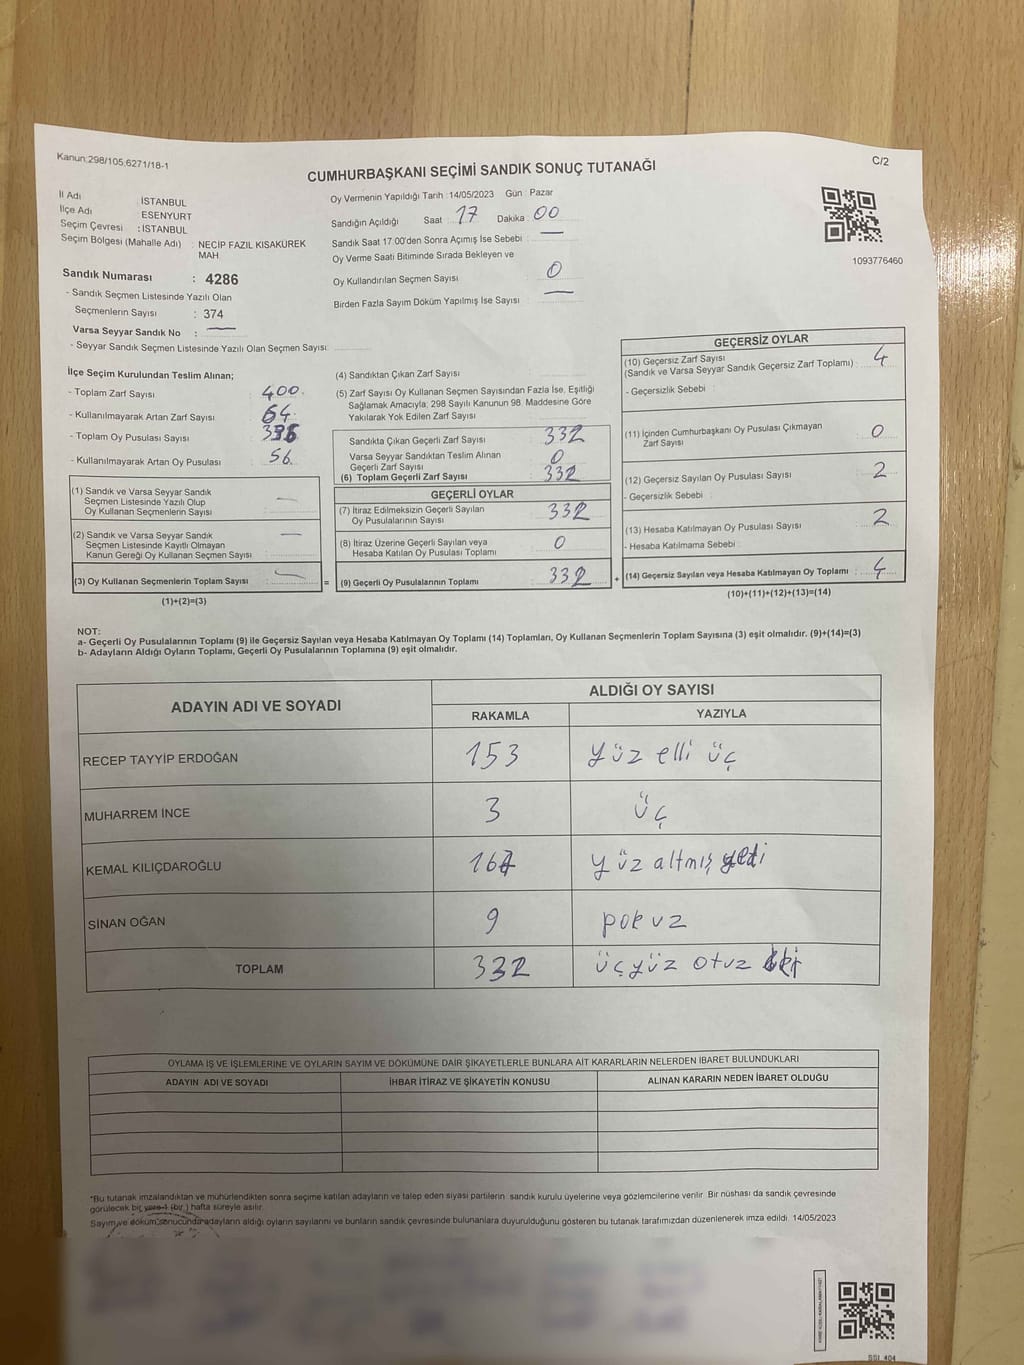 Kanun:298/105,6271/18-1
C/2
CUMHURBAŞKANI SEÇİMİ SANDIK SONUÇ TUTANAĞI
İl Adı : İSTANBUL
İlçe Adı : ESENYURT
Seçim Çevresi : İSTANBUL
Seçim Bölgesi (Mahalle Adı) : NECİP FAZIL KISAKÜREK
MAH.
Sandık Numarası : 4286
- Sandık Seçmen Listesinde Yazılı Olan
Seçmenlerin Sayısı : 374
Varsa Seyyar Sandık No : —
- Seyyar Sandık Seçmen Listesinde Yazılı Olan Seçmen Sayısı:
Oy Vermenin Yapıldığı Tarih :14/05/2023 Gün : Pazar
Sandığın Açıldığı Saat : 17 Dakika : 00
Sandık Saat 17.00'den Sonra Açımış İse Sebebi : —
Oy Verme Saati Bitiminde Sırada Bekleyen ve
Oy Kullandırılan Seçmen Sayısı : 0
Birden Fazla Sayım Döküm Yapılmış İse Sayısı : —
1093776460
İlçe Seçim Kurulundan Teslim Alınan;
- Toplam Zarf Sayısı : 400
- Kullanılmayarak Artan Zarf Sayısı : 64
- Toplam Oy Pusulası Sayısı :
- Kullanılmayarak Artan Oy Pusulası : 56
(1) Sandık ve Varsa Seyyar Sandık
Seçmen Listesinde Yazılı Olup
Oy Kullanan Seçmenlerin Sayısı : —
(2) Sandık ve Varsa Seyyar Sandık
Seçmen Listesinde Kayıtlı Olmayan
Kanun Gereği Oy Kullanan Seçmen Sayısı : —
(3) Oy Kullanan Seçmenlerin Toplam Sayısı : —
(1)+(2)=(3)
(4) Sandıktan Çıkan Zarf Sayısı :
(5) Zarf Sayısı Oy Kullanan Seçmen Sayısından Fazla İse, Eşitliği
Sağlamak Amacıyla; 298 Sayılı Kanunun 98. Maddesine Göre
Yakılarak Yok Edilen Zarf Sayısı :
Sandıkta Çıkan Geçerli Zarf Sayısı : 332
Varsa Seyyar Sandıktan Teslim Alınan
Geçerli Zarf Sayısı : 0
(6) Toplam Geçerli Zarf Sayısı : 332
GEÇERLİ OYLAR
(7) İtiraz Edilmeksizin Geçerli Sayılan
Oy Pusulalarının Sayısı : 332
(8) İtiraz Üzerine Geçerli Sayılan veya
Hesaba Katılan Oy Pusulası Toplamı : 0
= (9) Geçerli Oy Pusulalarının Toplamı : 332
GEÇERSİZ OYLAR
(10) Geçersiz Zarf Sayısı
(Sandık ve Varsa Seyyar Sandık Geçersiz Zarf Toplamı) : 4
- Geçersizlik Sebebi :
(11) İçinden Cumhurbaşkanı Oy Pusulası Çıkmayan
Zarf Sayısı : 0
(12) Geçersiz Sayılan Oy Pusulası Sayısı : 2
- Geçersizlik Sebebi :
(13) Hesaba Katılmayan Oy Pusulası Sayısı : 2
- Hesaba Katılmama Sebebi :
+ (14) Geçersiz Sayılan veya Hesaba Katılmayan Oy Toplamı : 4
(10)+(11)+(12)+(13)=(14)
NOT:
a- Geçerli Oy Pusulalarının Toplamı (9) ile Geçersiz Sayılan veya Hesaba Katılmayan Oy Toplamı (14) Toplamları, Oy Kullanan Seçmenlerin Toplam Sayısına (3) eşit olmalıdır. (9)+(14)=(3)
b- Adayların Aldığı Oyların Toplamı, Geçerli Oy Pusulalarının Toplamına (9) eşit olmalıdır.
ADAYIN ADI VE SOYADI ALDIĞI OY SAYISI
RAKAMLA YAZIYLA
RECEP TAYYİP ERDOĞAN 153 Yüz elli üç
MUHARREM İNCE 3 üç
KEMAL KILIÇDAROĞLU 167 yüz altmış yedi
SİNAN OĞAN 9 Dokuz
TOPLAM 332 üçyüz otuz iki
OYLAMA İŞ VE İŞLEMLERİNE VE OYLARIN SAYIM VE DÖKÜMÜNE DAİR ŞİKAYETLERLE BUNLARA AİT KARARLARIN NELERDEN İBARET BULUNDUKLARI
ADAYIN ADI VE SOYADI İHBAR İTİRAZ VE ŞİKAYETİN KONUSU ALINAN KARARIN NEDEN İBARET OLDUĞU
*Bu tutanak imzalandıktan ve mühürlendikten sonra seçime katılan adayların ve talep eden siyasi partilerin sandık kurulu üyelerine veya gözlemcilerine verilir. Bir nüshası da sandık çevresinde
görülecek bir yere 1 (bir ) hafta süreyle asılır.
Sayım ve döküm sonucunda adayların aldığı oyların sayılarını ve bunların sandık çevresinde bulunanlara duyurulduğunu gösteren bu tutanak tarafımızdan düzenlenerek imza edildi. 14/05/2023